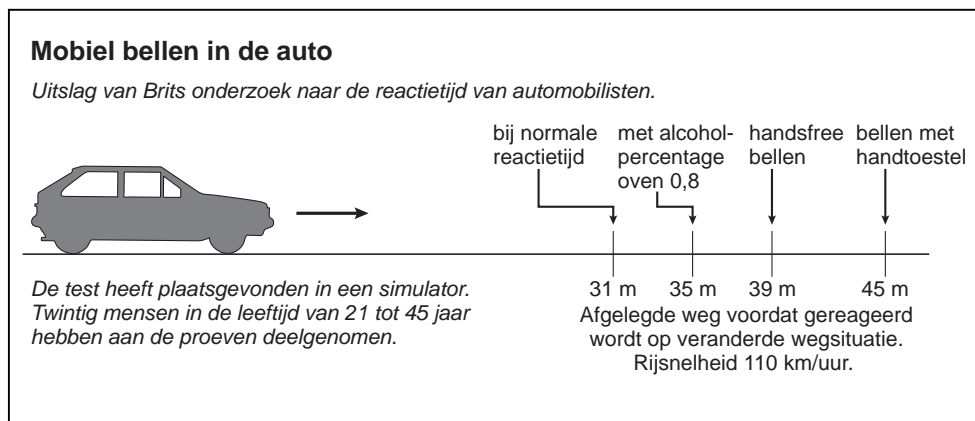 Mobiel bellen in de auto
Uitslag van Brits onderzoek naar de reactietijd van automobilisten.
bij normale
reactietijd
met alcohol-
percentage
oven 0,8
handsfree
bellen
bellen met
handtoestel
De test heeft plaatsgevonden in een simulator.
Twintig mensen in de leeftijd van 21 tot 45 jaar
hebben aan de proeven deelgenomen.
31 m 35 m 39 m 45 m
Afgelegde weg voordat gereageerd
wordt op veranderde wegsituatie.
Rijsnelheid 110 km/uur.